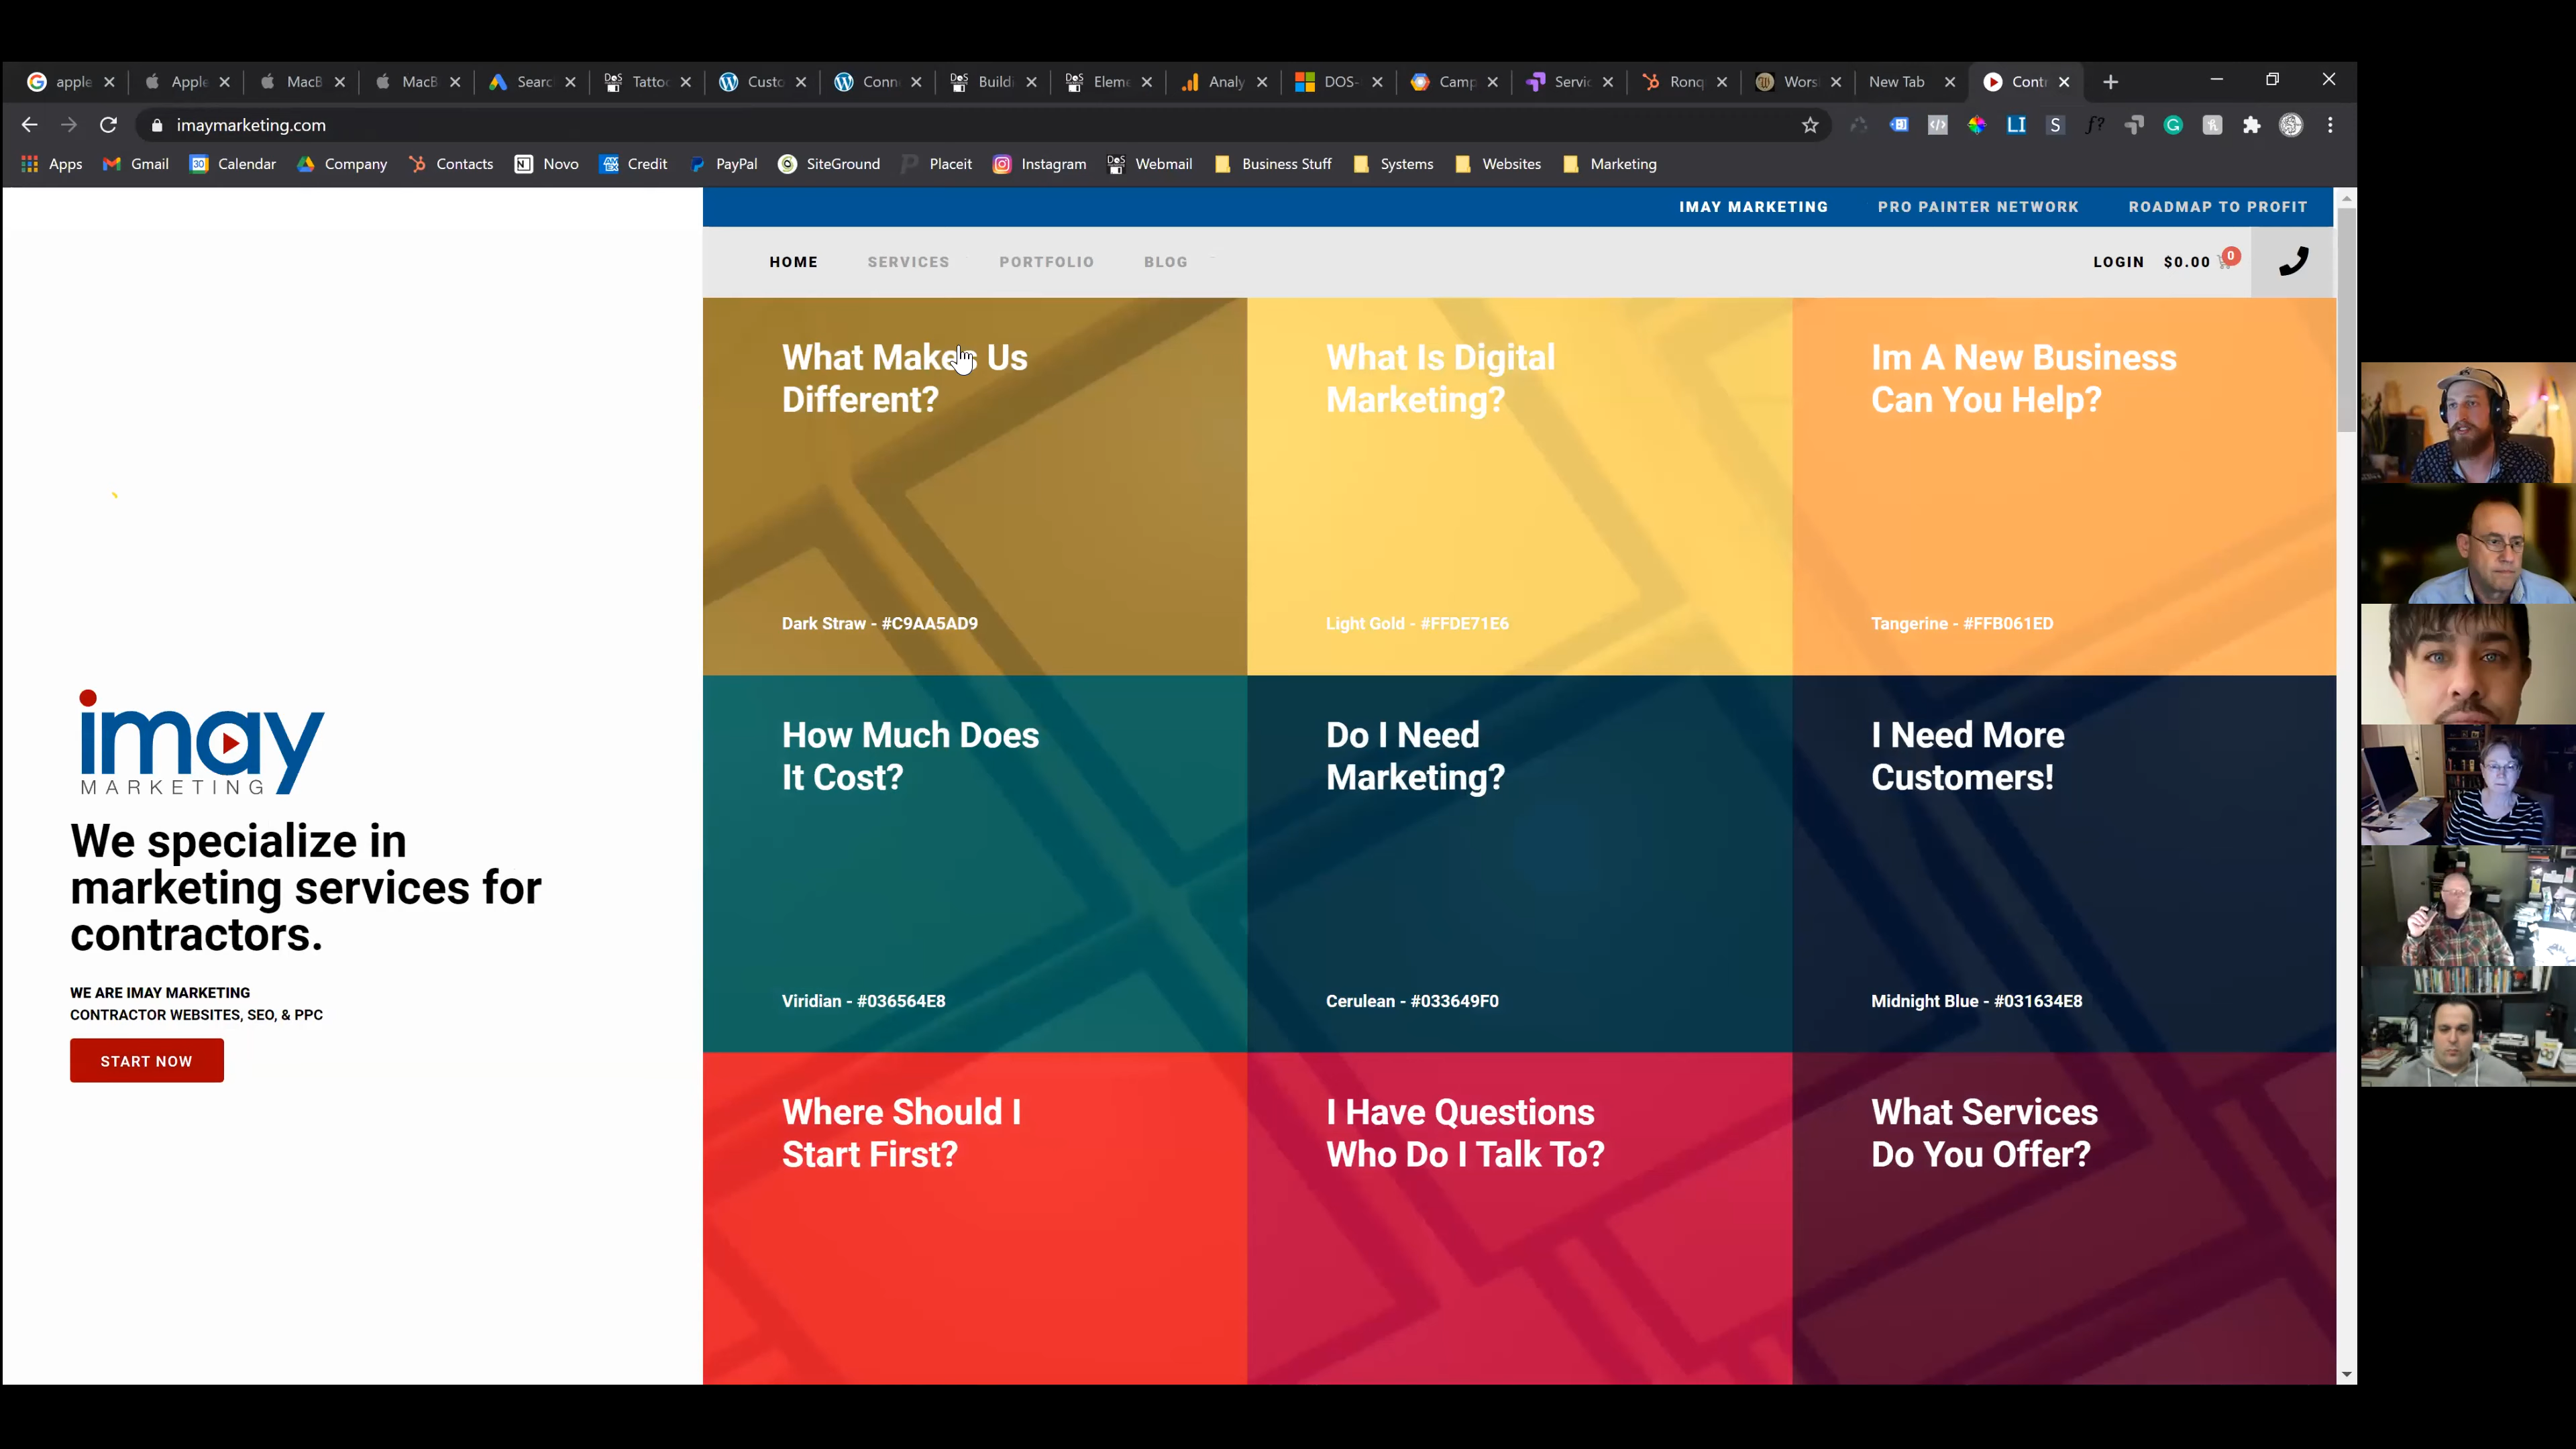 apple
Apple
MacB
MacB
Searc
Tattoo
Custo
Conn
Buildi
Eleme
Analy
DOS-
Camp
Servic
Ronq
Wors
New Tab
Contr
imaymarketing.com
Apps
Gmail
Calendar
Company
Contacts
Novo
Credit
PayPal
SiteGround
Placeit
Instagram
Webmail
Business Stuff
Systems
Websites
Marketing
IMAY MARKETING
PRO PAINTER NETWORK
ROADMAP TO PROFIT
HOME
SERVICES
PORTFOLIO
BLOG
LOGIN
$0.00
0
imay
MARKETING
We specialize in
marketing services for
contractors.
WE ARE IMAY MARKETING
CONTRACTOR WEBSITES, SEO, & PPC
START NOW
What Makes Us
Different?
Dark Straw - #C9AA5AD9
What Is Digital
Marketing?
Light Gold - #FFDE71E6
Im A New Business
Can You Help?
Tangerine - #FFB061ED
How Much Does
It Cost?
Viridian - #036564E8
Do I Need
Marketing?
Cerulean - #033649F0
I Need More
Customers!
Midnight Blue - #031634E8
Where Should I
Start First?
I Have Questions
Who Do I Talk To?
What Services
Do You Offer?